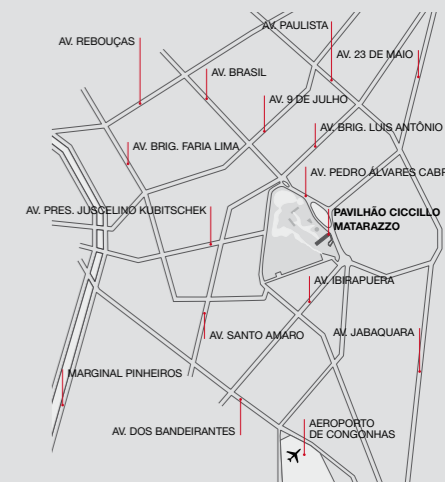 AV. PAULISTA
AV. REBOUÇAS
AV. 23 DE MAIO
AV. BRASIL
AV. 9 DE JULHO
AV. BRIG. LUIS ANTÔNIO
AV. BRIG. FARIA LIMA
AV. PEDRO ÁLVARES CABR
AV. PRES. JUSCELINO KUBITSCHEK
PAVILHÃO CICCILLO
MATARAZZO
AV. IBIRAPUERA
AV. SANTO AMARO
AV. JABAQUARA
MARGINAL PINHEIROS
AV. DOS BANDEIRANTES
AEROPORTO
DE CONGONHAS